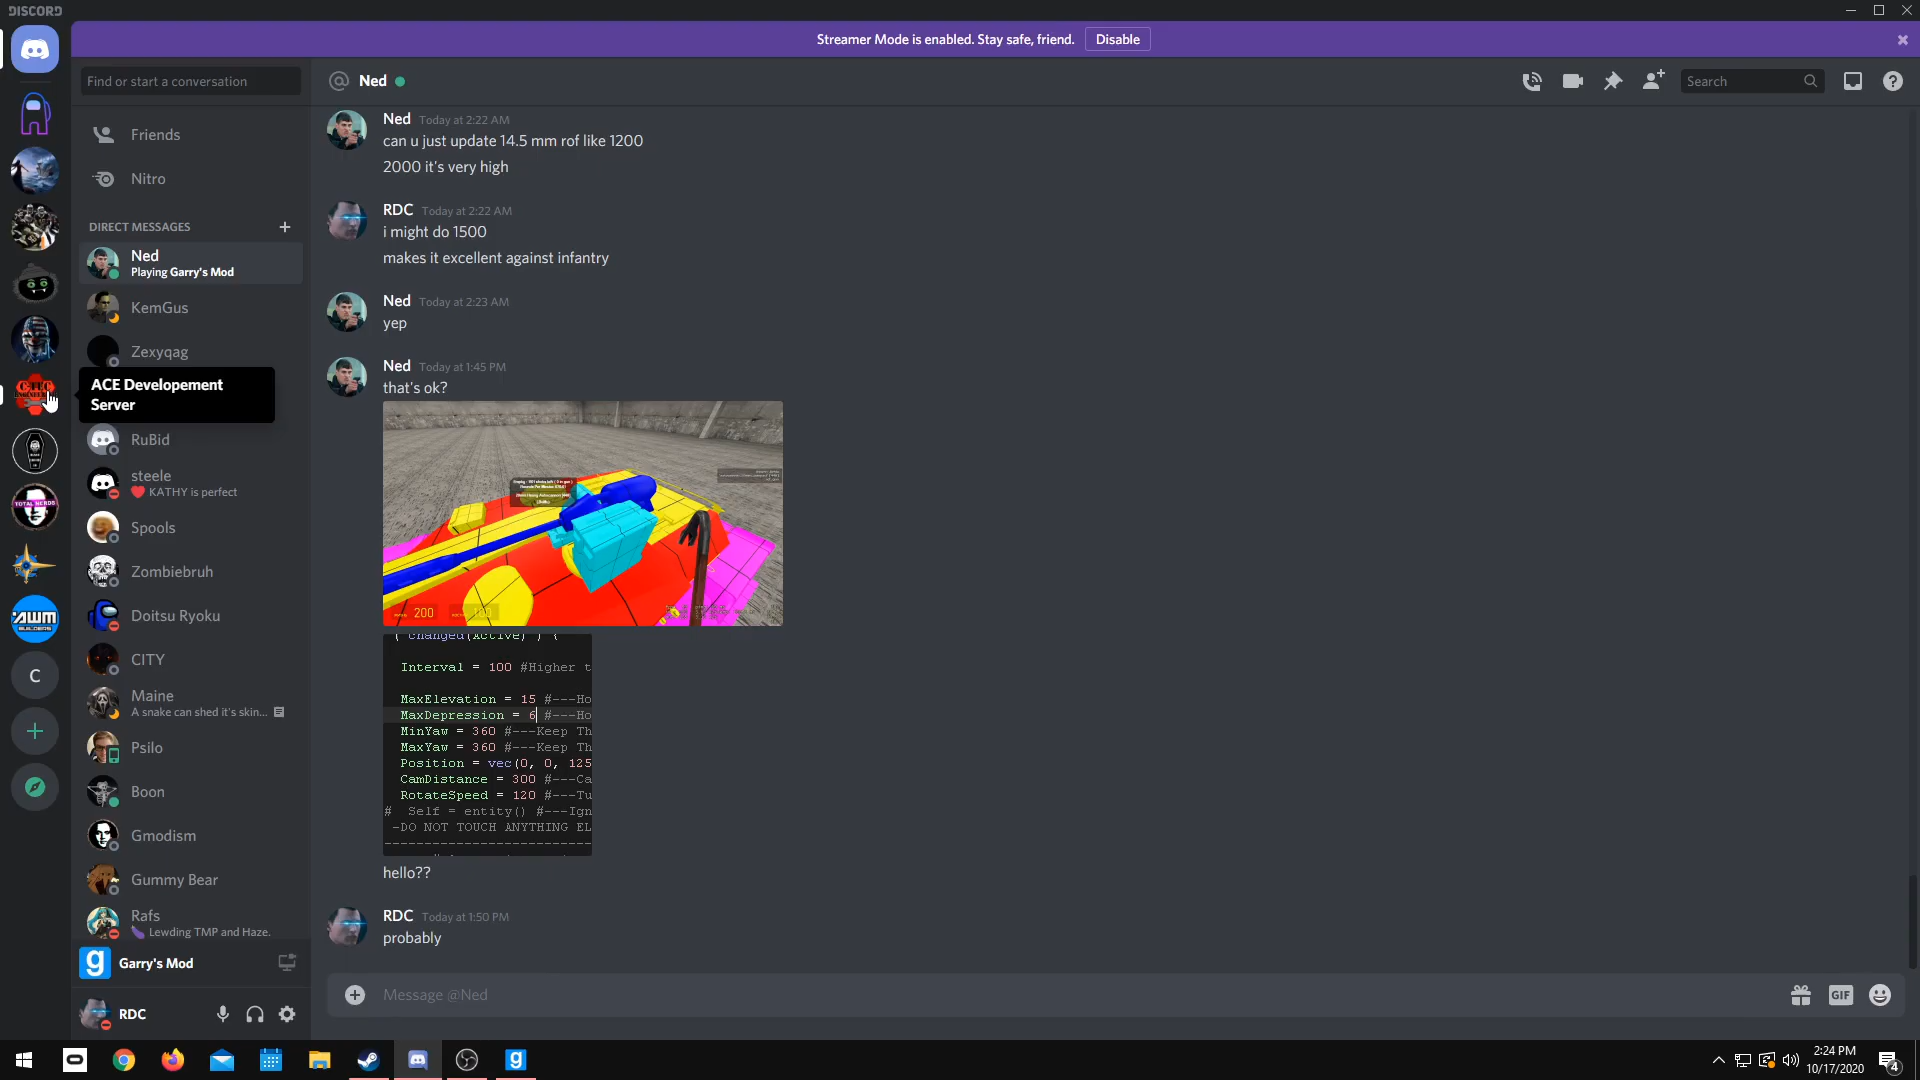 DISCORD
Streamer Mode is enabled. Stay safe, friend.
Disable
Find or start a conversation
Ned
Search
Friends
Nitro
DIRECT MESSAGES
Ned
Playing Garry's Mod
KemGus
Zexyqag
ACE Developement
Server
RuBid
steele
KATHY is perfect
Spools
Zombiebruh
Doitsu Ryoku
CITY
Maine
A snake can shed it's skin...
Psilo
Boon
Gmodism
Gummy Bear
Rafs
Lewding TMP and Haze.
Garry's Mod
RDC
TOTAL NERDS
AWM
BUILDERS
C
Ned Today at 2:22 AM
can u just update 14.5 mm rof like 1200
2000 it's very high
RDC Today at 2:22 AM
i might do 1500
makes it excellent against infantry
Ned Today at 2:23 AM
yep
Ned Today at 1:45 PM
that's ok?
200
( changed(Active) ) {
Interval = 100 #Higher t
MaxElevation = 15 #---Ho
MaxDepression = 6 #---Ho
MinYaw = 360 #---Keep Th
MaxYaw = 360 #---Keep Th
Position = vec(0, 0, 125
CamDistance = 300 #---Ca
RotateSpeed = 120 #---Tu
# Self = entity() #---Ign
-DO NOT TOUCH ANYTHING EL
hello??
RDC Today at 1:50 PM
probably
Message @Ned
GIF
2:24 PM
10/17/2020
4